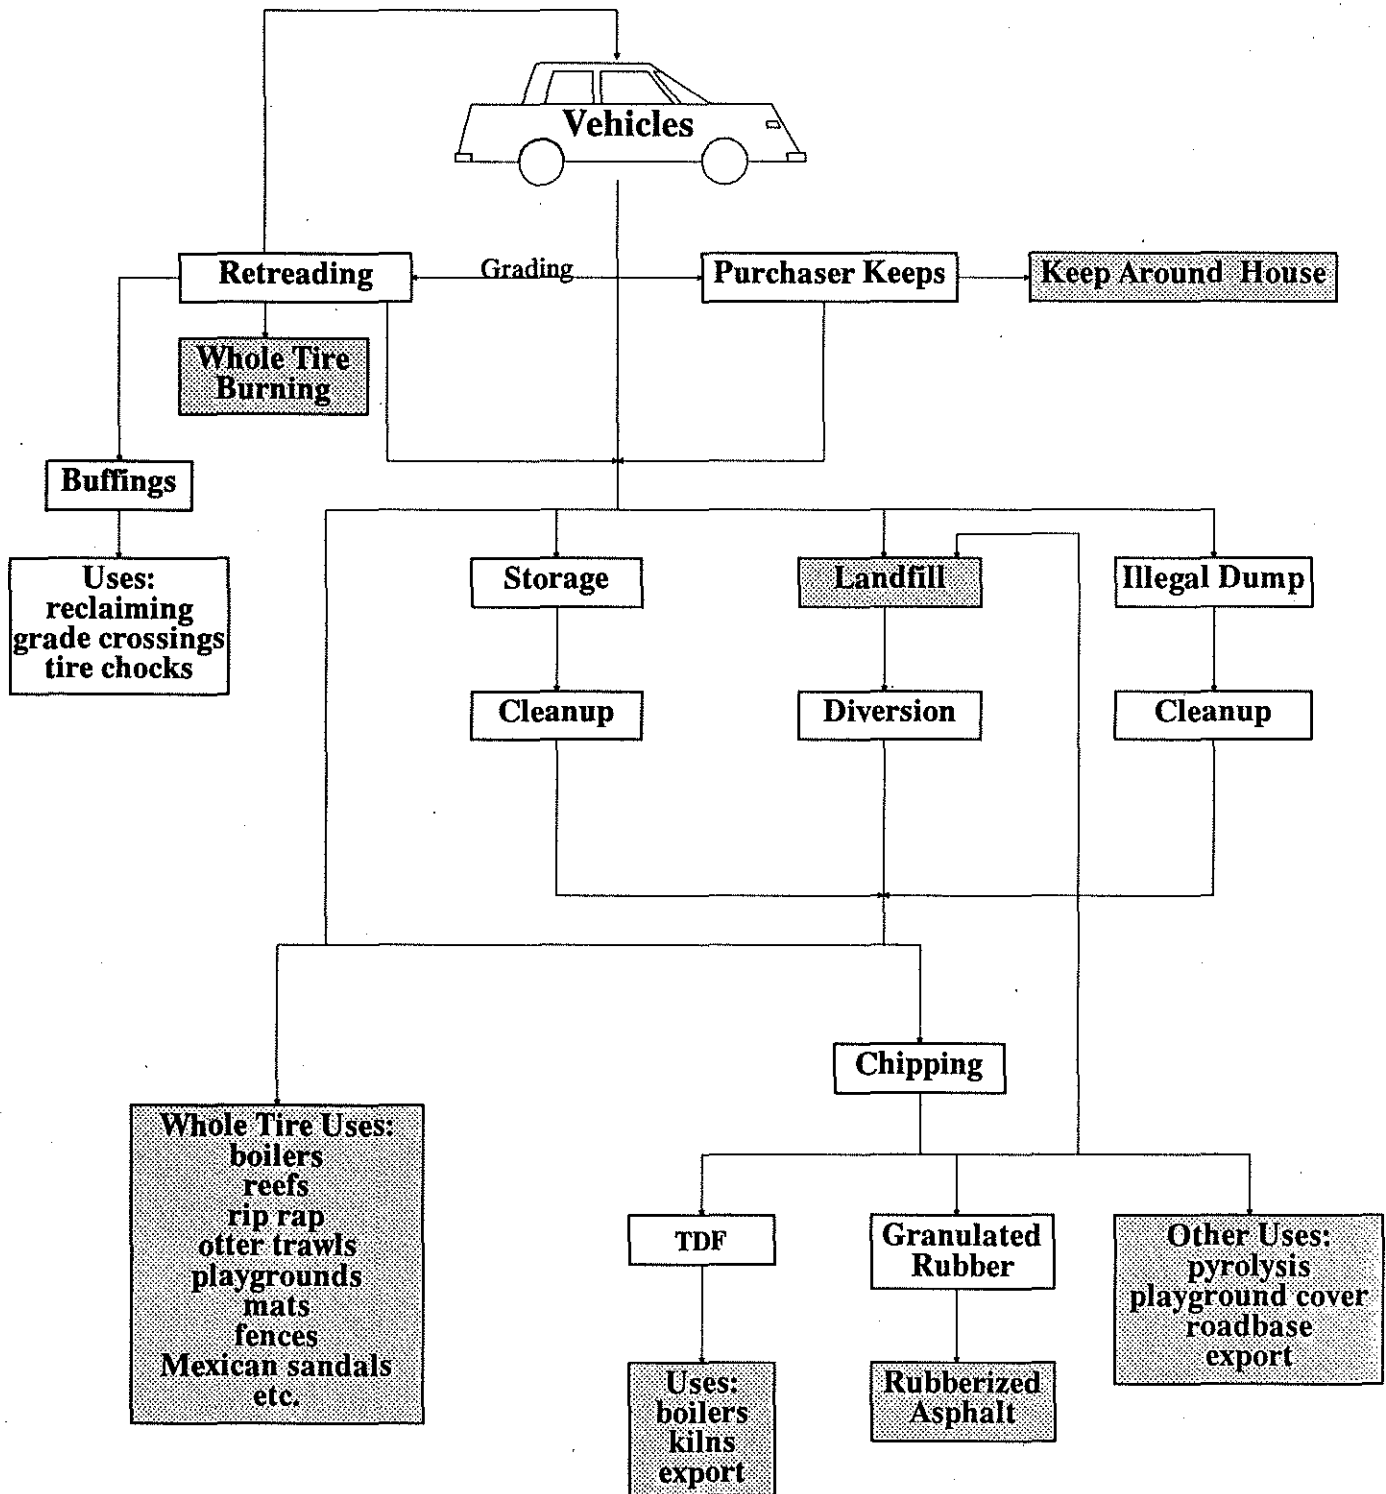 Vehicles
Retreading
Grading
Purchaser Keeps
Keep Around House
Whole Tire
Burning
Buffings
Uses:
reclaiming
grade crossings
tire chocks
Storage
Landfill
Illegal Dump
Cleanup
Diversion
Cleanup
Chipping
Whole Tire Uses:
boilers
reefs
rip rap
otter trawls
playgrounds
mats
fences
Mexican sandals
etc.
TDF
Granulated
Rubber
Other Uses:
pyrolysis
playground cover
roadbase
export
Uses:
boilers
kilns
export
Rubberized
Asphalt